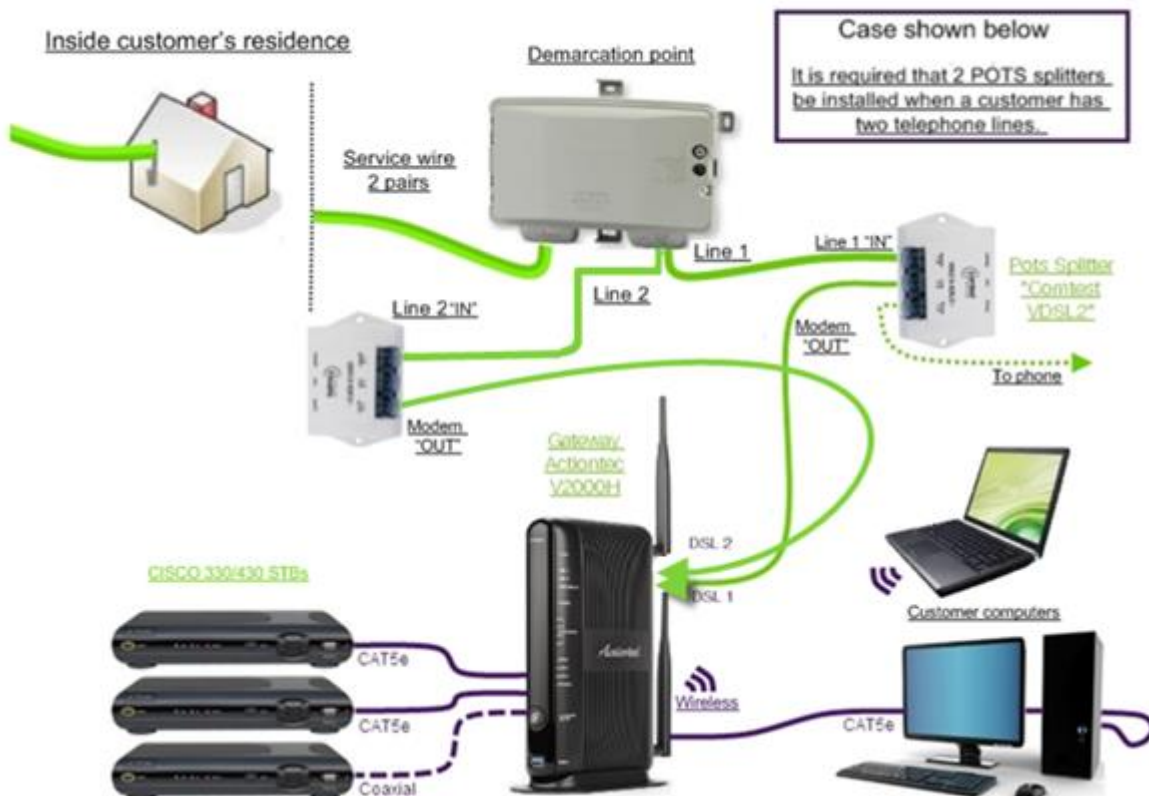 Inside customer's residence
Demarcation point
Case shown below
It is required that 2 POTS splitters
be installed when a customer has
two telephone lines.
Service wire
2 pairs
Line 1
Line 1 "IN"
Pots Splitter
"Comtest
VDSL2"
Line 2
Line 2 "IN"
Modem
"OUT"
To phone
Modem
"OUT"
Gateway
Actiontec
V2000H
DSL 2
DSL 1
CISCO 330/430 STBs
Customer computers
CAT5e
Actiontec
Wireless
CAT5e
CAT5e
Coaxial